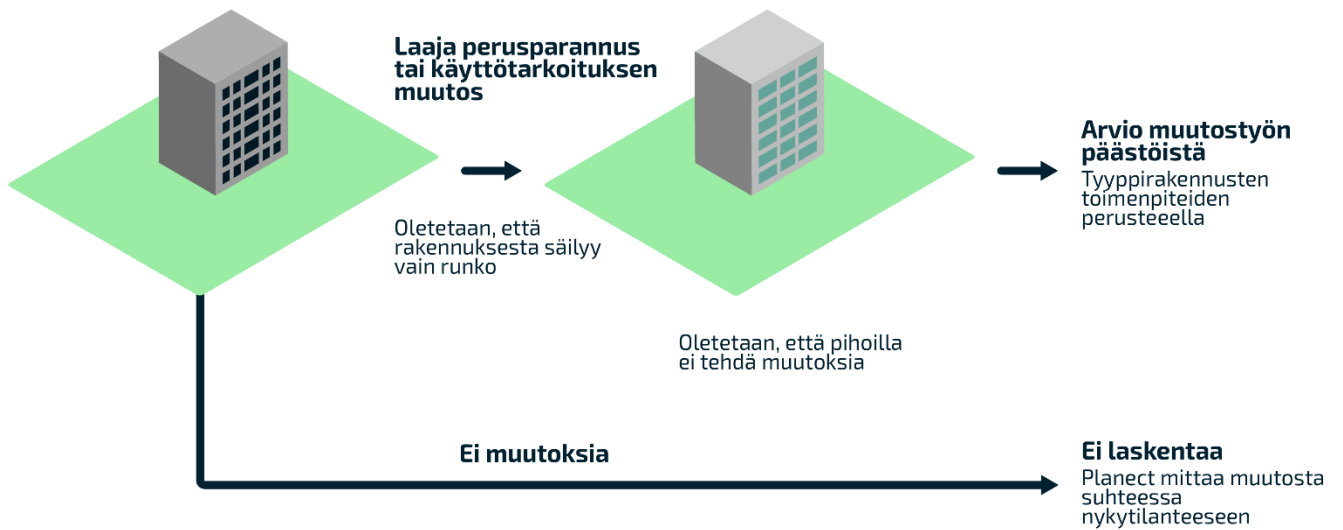 Laaja perusparannus
tai käyttötarkoituksen
muutos
Oletetaan, että
rakennuksesta säilyy
vain runko
Arvio muutostyön
päästöistä
Tyyppirakennusten
toimenpiteiden
perusteeella
Oletetaan, että pihoilla
ei tehdä muutoksia
Ei muutoksia
Ei laskentaa
Planect mittaa muutosta
suhteessa
nykytilanteeseen